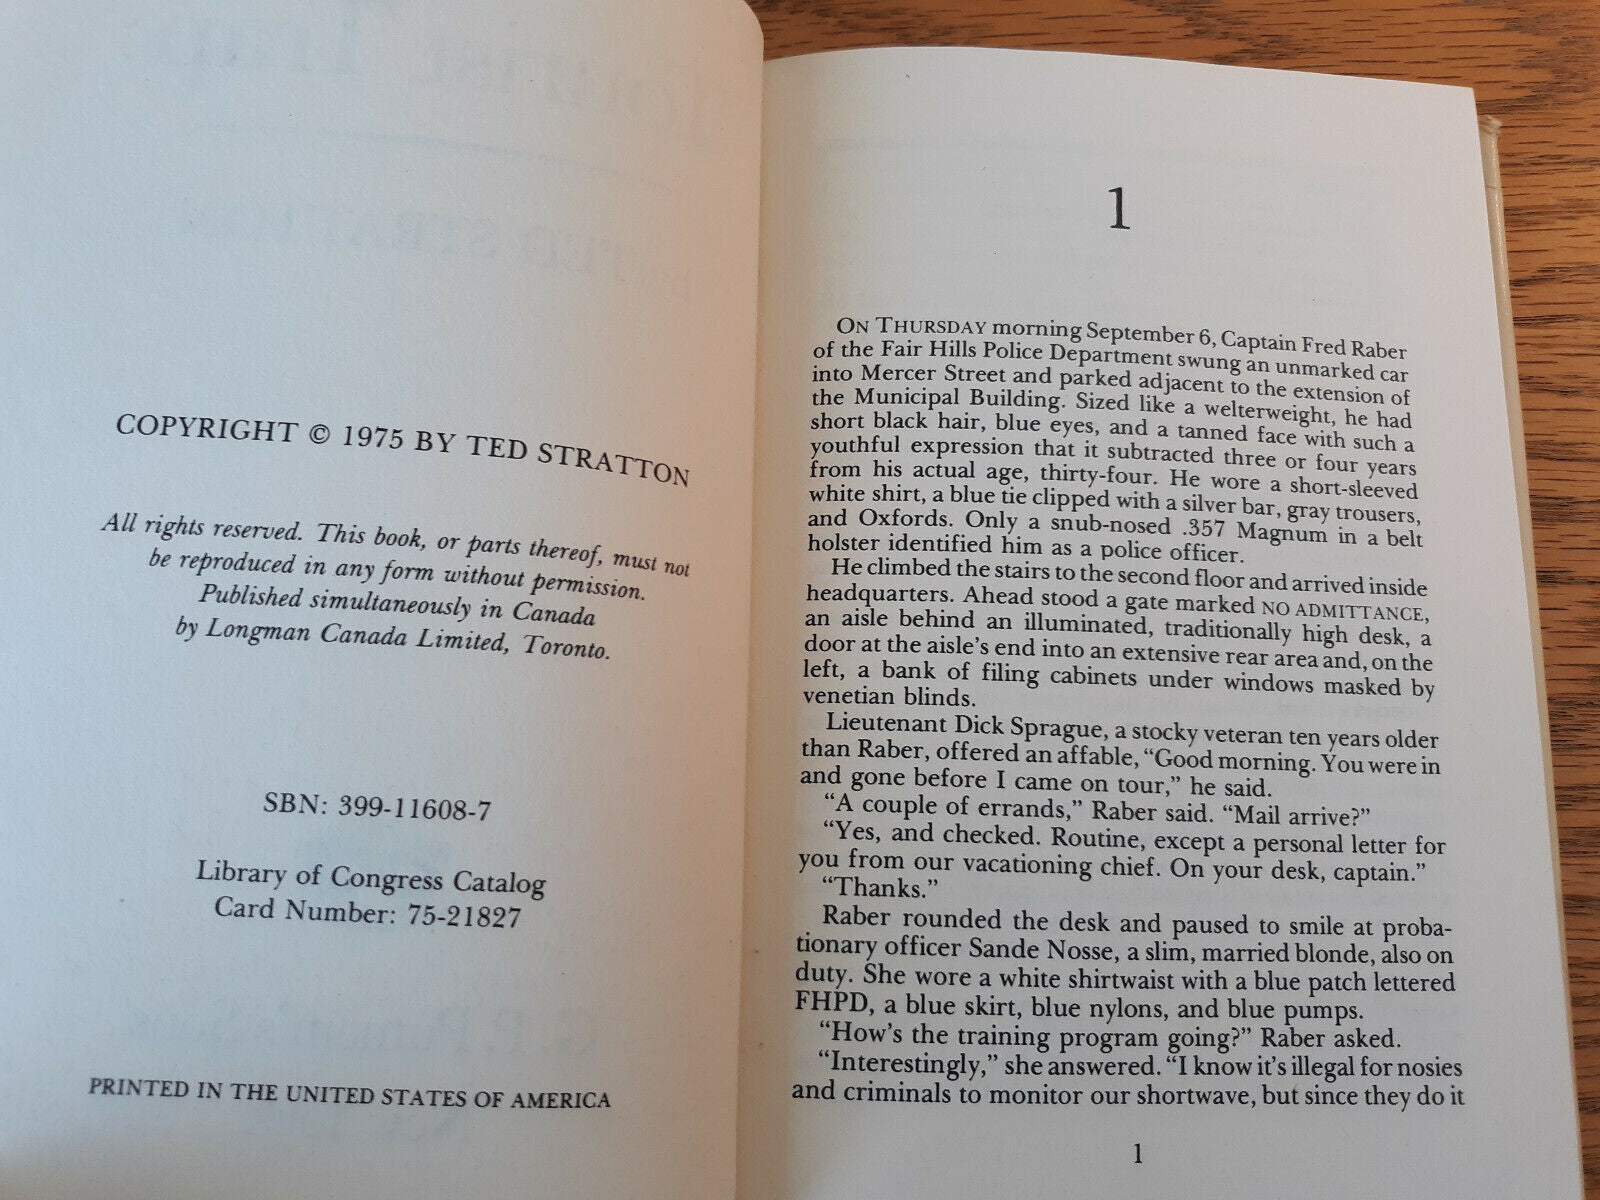 COPYRIGHT © 1975 BY TED STRATTON
All rights reserved. This book, or parts thereof, must not
be reproduced in any form without permission.
Published simultaneously in Canada
by Longman Canada Limited, Toronto.
SBN: 399-11608-7
Library of Congress Catalog
Card Number: 75-21827
PRINTED IN THE UNITED STATES OF AMERICA
1
ON THURSDAY morning September 6, Captain Fred Raber
of the Fair Hills Police Department swung an unmarked car
into Mercer Street and parked adjacent to the extension of
the Municipal Building. Sized like a welterweight, he had
short black hair, blue eyes, and a tanned face with such a
youthful expression that it subtracted three or four years
from his actual age, thirty-four. He wore a short-sleeved
white shirt, a blue tie clipped with a silver bar, gray trousers,
and Oxfords. Only a snub-nosed .357 Magnum in a belt
holster identified him as a police officer.
He climbed the stairs to the second floor and arrived inside
headquarters. Ahead stood a gate marked NO ADMITTANCE,
an aisle behind an illuminated, traditionally high desk, a
door at the aisle's end into an extensive rear area and, on the
left, a bank of filing cabinets under windows masked by
venetian blinds.
Lieutenant Dick Sprague, a stocky veteran ten years older
than Raber, offered an affable, “Good morning. You were in
and gone before I came on tour,” he said.
“A couple of errands,” Raber said. “Mail arrive?”
“Yes, and checked. Routine, except a personal letter for
you from our vacationing chief. On your desk, captain.”
“Thanks.”
Raber rounded the desk and paused to smile at proba-
tionary officer Sande Nosse, a slim, married blonde, also on
duty. She wore a white shirtwaist with a blue patch lettered
FHPD, a blue skirt, blue nylons, and blue pumps.
“How's the training program going?” Raber asked.
“Interestingly,” she answered. “I know it's illegal for nosies
and criminals to monitor our shortwave, but since they do it
1